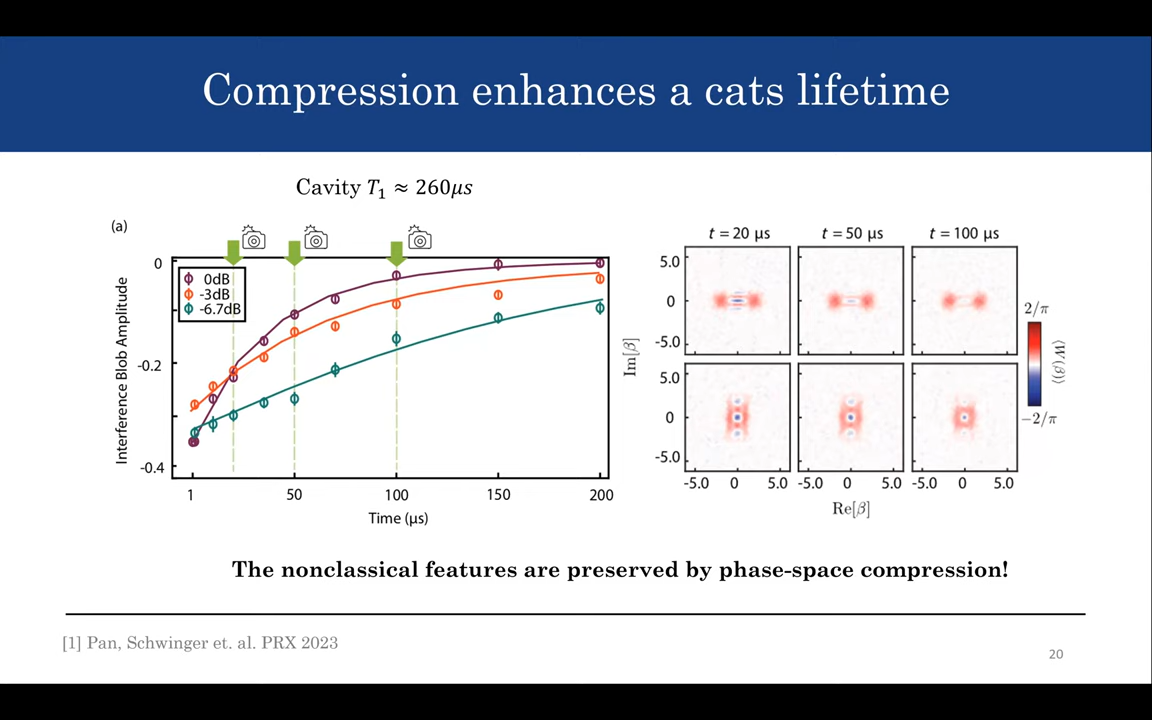 Compression enhances a cats lifetime
Cavity T₁ ≈ 260μs
(a)
0dB
-3dB
-6.7dB
Interference Blob Amplitude
0
-0.2
-0.4
1 50 100 150 200
Time (μs)
t = 20 μs t = 50 μs t = 100 μs
5.0
0
-5.0
5.0
0
-5.0
Im[β]
-5.0 0 5.0 -5.0 0 5.0 -5.0 0 5.0
Re[β]
2/π
−2/π
⟨W(β)⟩
The nonclassical features are preserved by phase-space compression!
[1] Pan, Schwinger et. al. PRX 2023
20